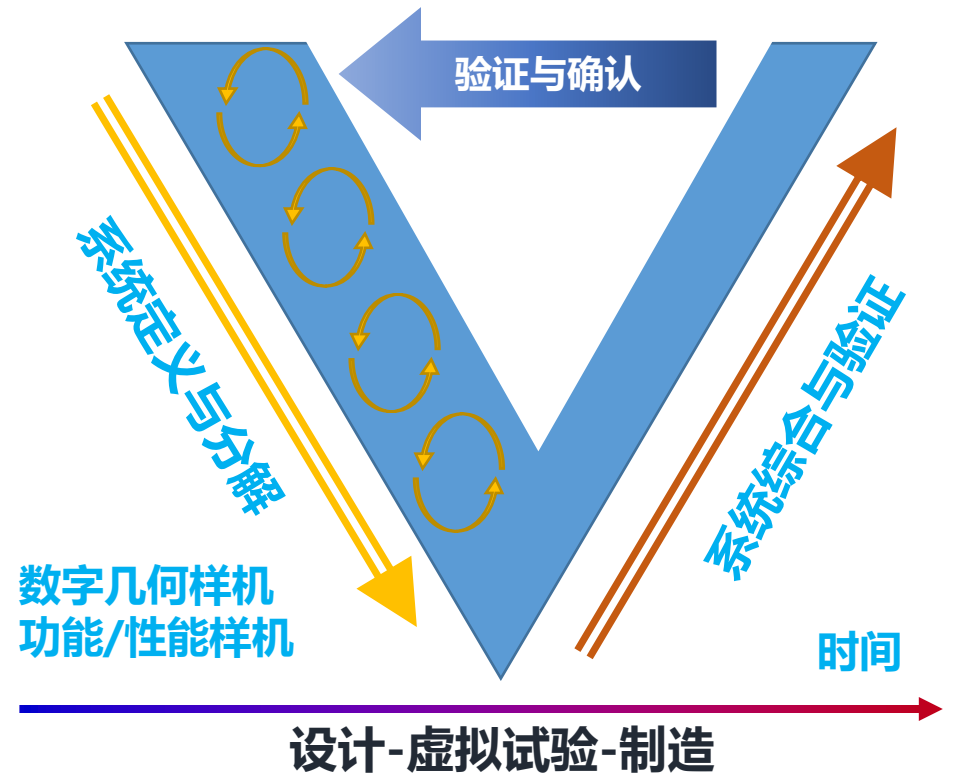 验证与确认
系统定义与分解
系统综合与验证
数字几何样机
功能/性能样机
时间
设计-虚拟试验-制造